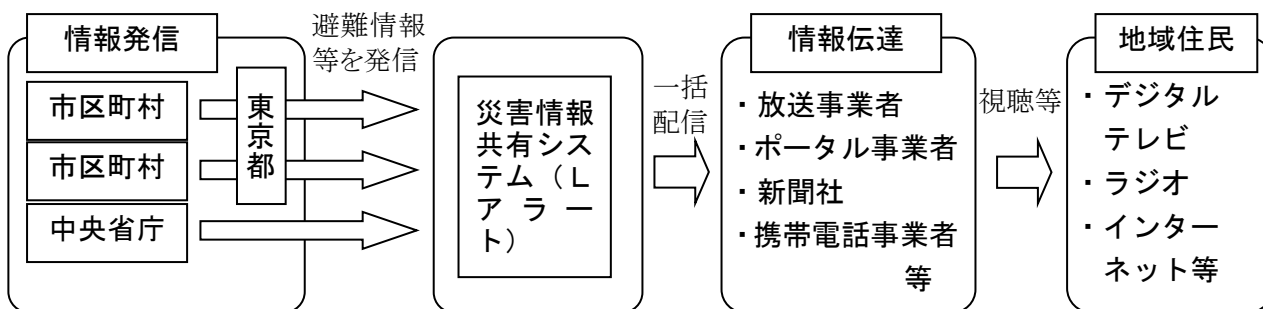 情報発信
市区町村
市区町村
中央省庁
東京都
避難情報
等を発信
災害情報
共有シス
テム（Ｌ
アラー
ト）
一括
配信
情報伝達
・放送事業者
・ポータル事業者
・新聞社
・携帯電話事業者
等
視聴等
地域住民
・デジタル
テレビ
・ラジオ
・インター
ネット等